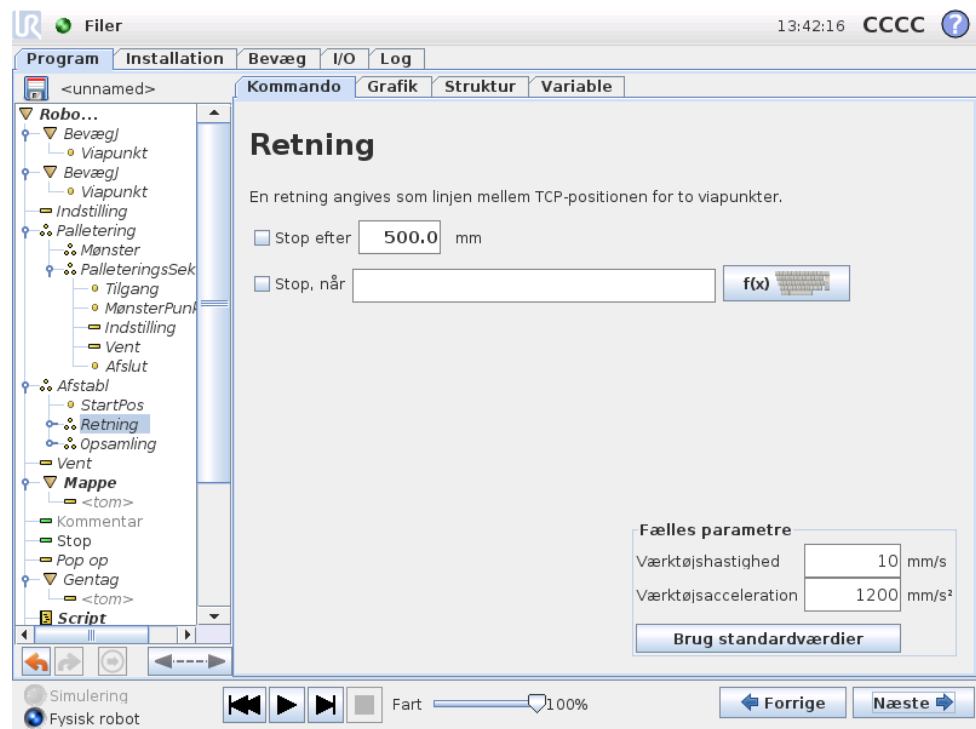 UR Filer 13:42:16 CCCC ?
Program Installation Bevæg I/O Log
<unnamed>
Kommando Grafik Struktur Variable
Robo...
BevægJ
Viapunkt
BevægJ
Viapunkt
Indstilling
Palletering
Mønster
PalleteringsSek
Tilgang
MønsterPunk
Indstilling
Vent
Afslut
Afstabl
StartPos
Retning
Opsamling
Vent
Mappe
<tom>
Kommentar
Stop
Pop op
Gentag
<tom>
Script
Retning
En retning angives som linjen mellem TCP-positionen for to viapunkter.
Stop efter 500.0 mm
Stop, når f(x)
Fælles parametre
Værktøjshastighed 10 mm/s
Værktøjsacceleration 1200 mm/s²
Brug standardværdier
Simulering
Fysisk robot
Fart 100%
Forrige Næste